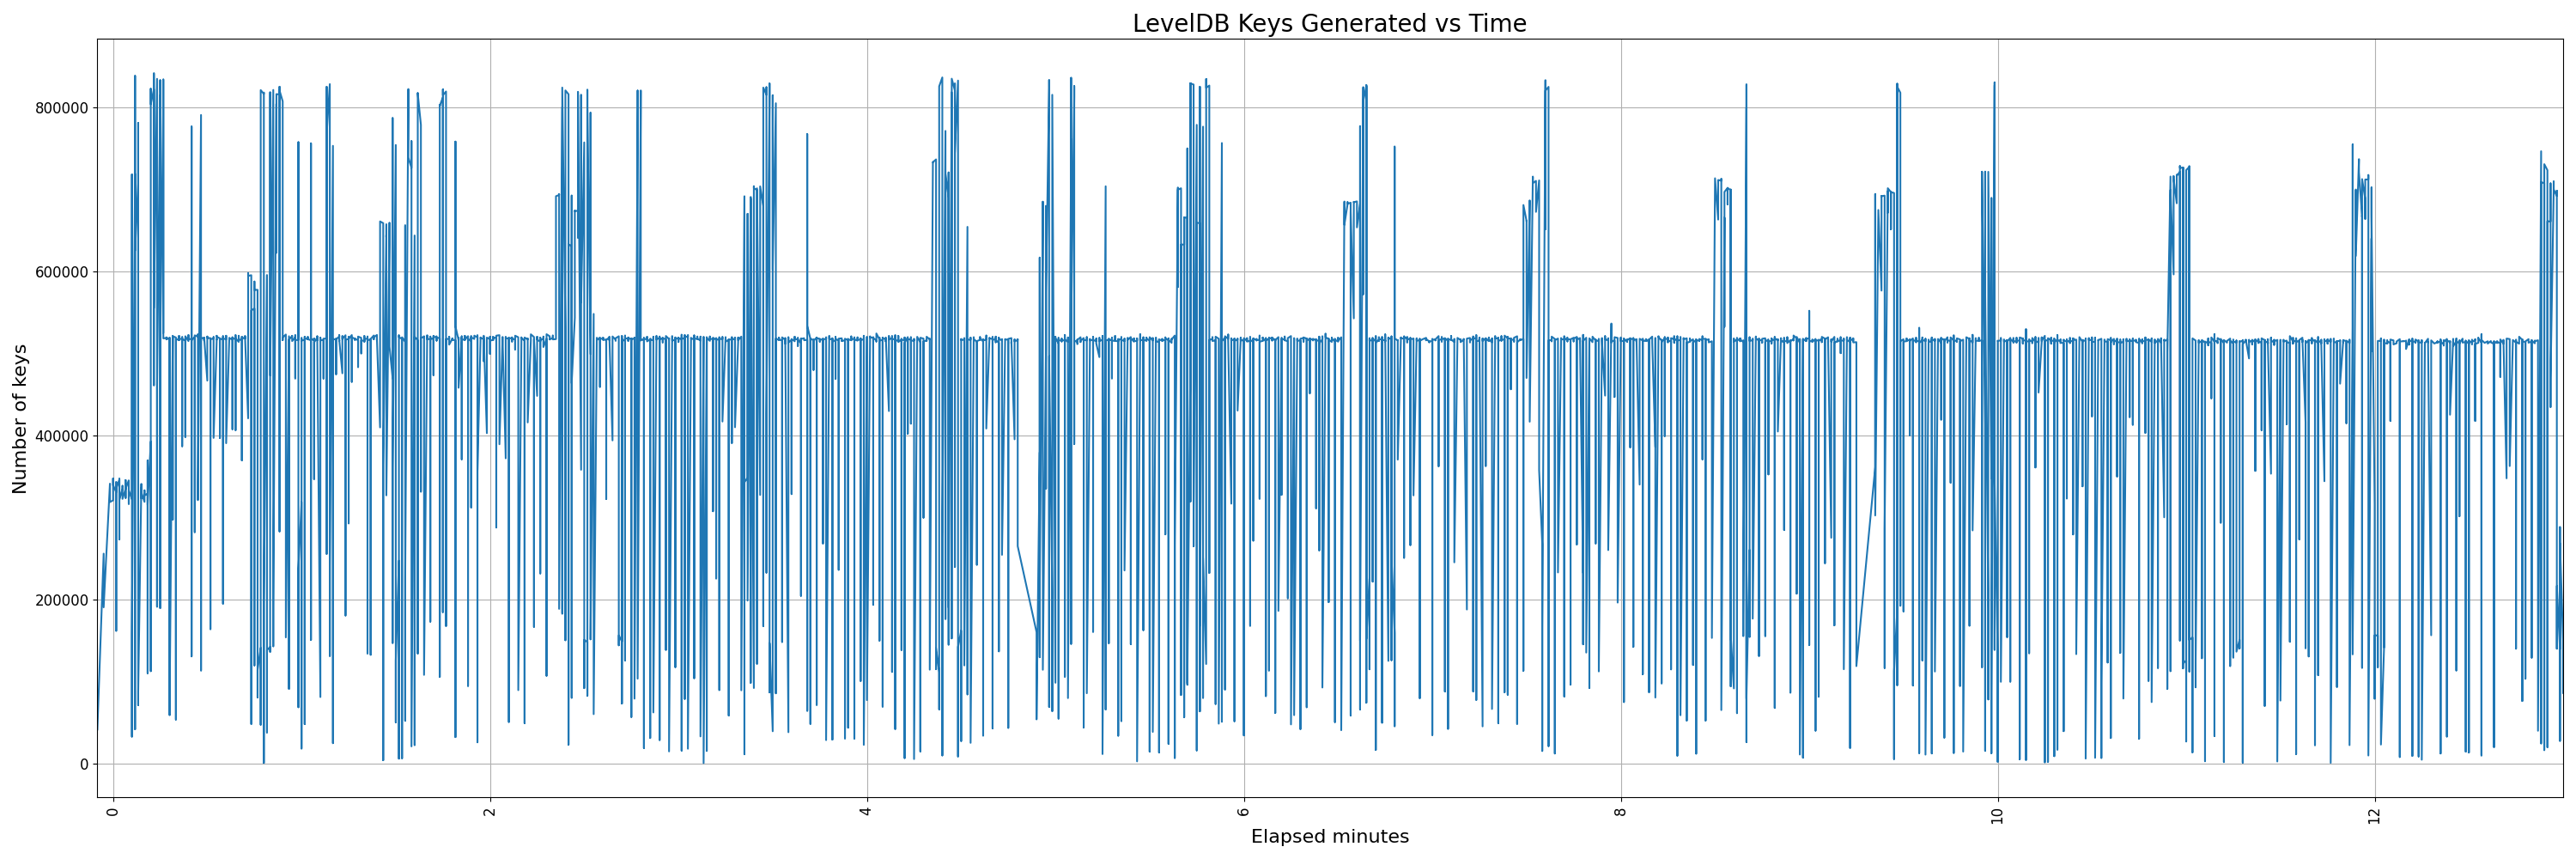 LevelDB Keys Generated vs Time
800000
600000
400000
200000
0
Number of keys
0 2 4 6 8 10 12
Elapsed minutes